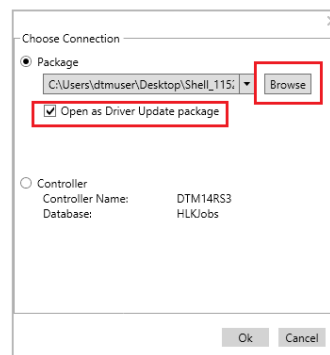 Choose Connection
Package
C:\Users\dtmuser\Desktop\Shell_115 Browse
Open as Driver Update package
Controller
Controller Name: DTM14RS3
Database: HLKJobs
Ok Cancel